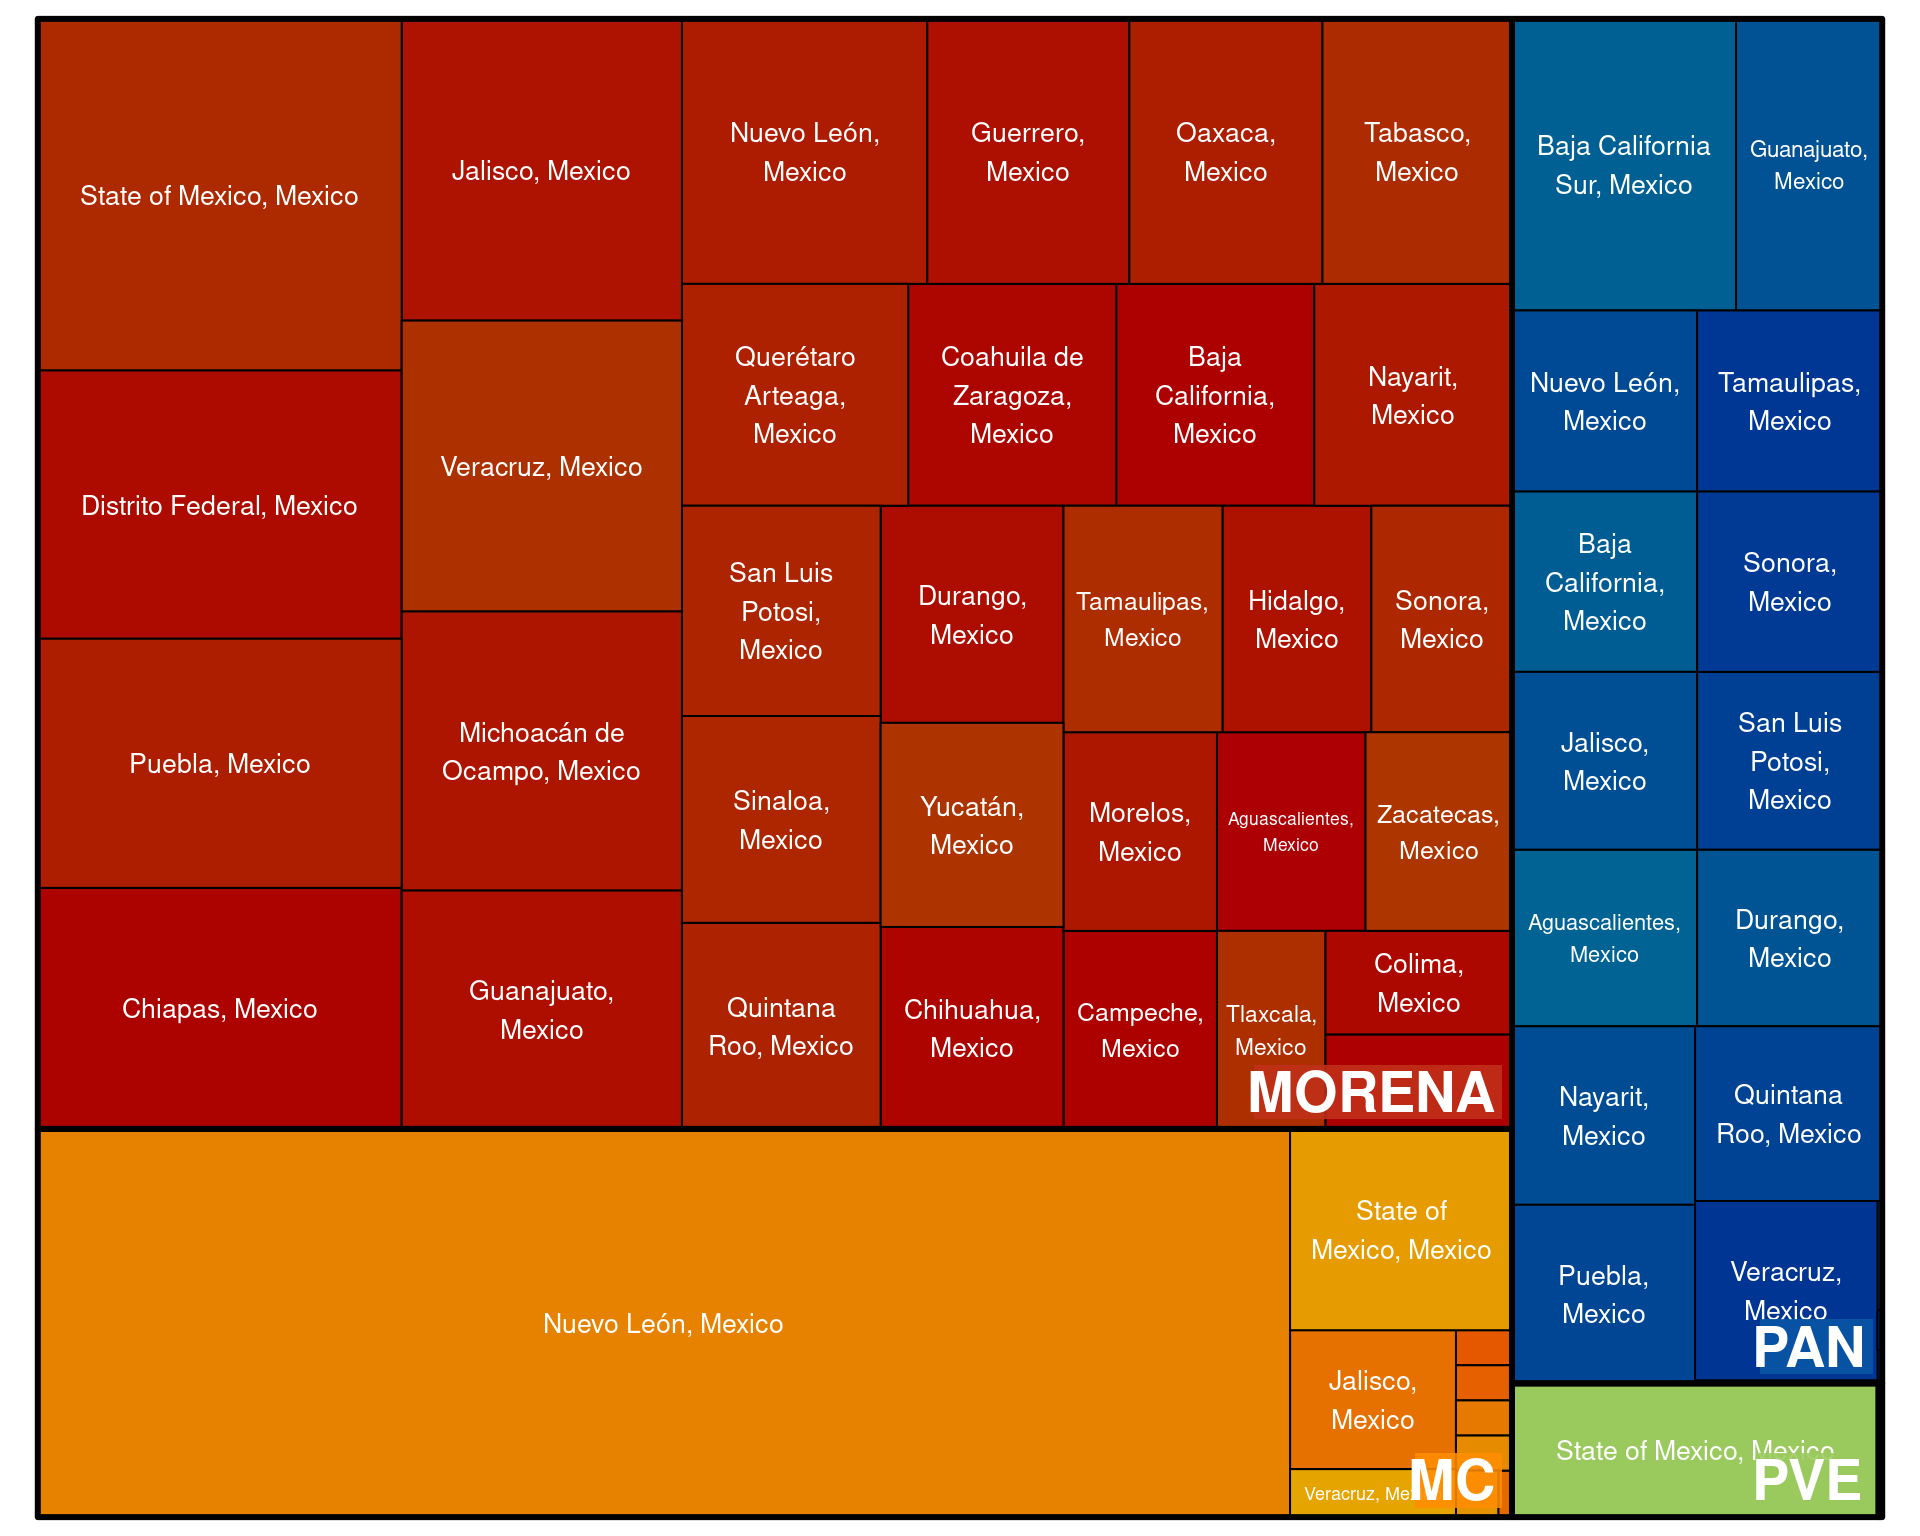 State of Mexico, Mexico
Distrito Federal, Mexico
Puebla, Mexico
Chiapas, Mexico
Jalisco, Mexico
Veracruz, Mexico
Michoacán de
Ocampo, Mexico
Guanajuato,
Mexico
Nuevo León,
Mexico
Guerrero,
Mexico
Oaxaca,
Mexico
Tabasco,
Mexico
Querétaro
Arteaga,
Mexico
Coahuila de
Zaragoza,
Mexico
Baja
California,
Mexico
Nayarit,
Mexico
San Luis
Potosi,
Mexico
Sinaloa,
Mexico
Quintana
Roo, Mexico
Durango,
Mexico
Yucatán,
Mexico
Chihuahua,
Mexico
Tamaulipas,
Mexico
Hidalgo,
Mexico
Sonora,
Mexico
Morelos,
Mexico
Aguascalientes,
Mexico
Zacatecas,
Mexico
Campeche,
Mexico
Tlaxcala,
Mexico
Colima,
Mexico
MORENA
Nuevo León, Mexico
State of
Mexico, Mexico
Jalisco,
Mexico
Veracruz, Mexico
MC
Baja California
Sur, Mexico
Guanajuato,
Mexico
Nuevo León,
Mexico
Tamaulipas,
Mexico
Baja
California,
Mexico
Sonora,
Mexico
Jalisco,
Mexico
San Luis
Potosi,
Mexico
Aguascalientes,
Mexico
Durango,
Mexico
Nayarit,
Mexico
Quintana
Roo, Mexico
Puebla,
Mexico
Veracruz,
Mexico
PAN
State of Mexico, Mexico
PVE